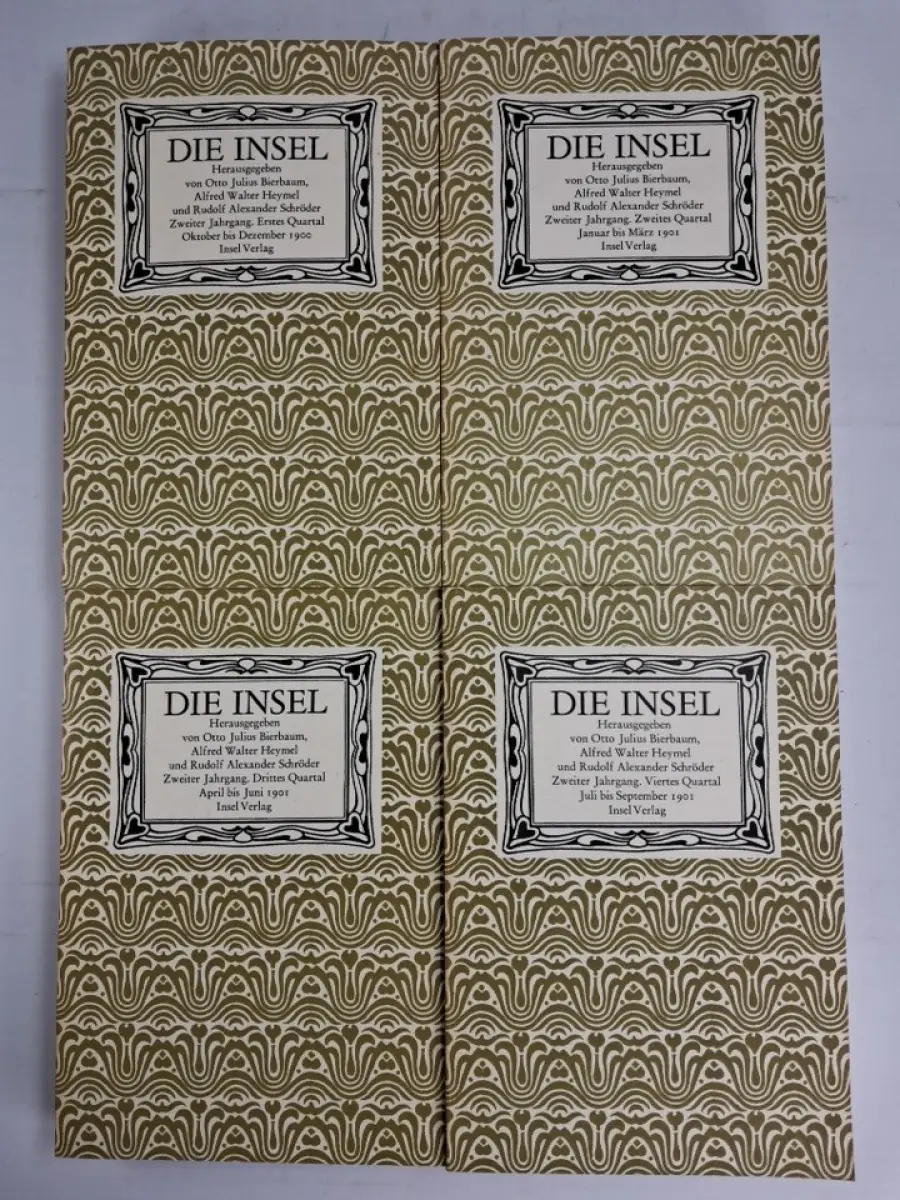 DIE INSEL
Herausgegeben
von Otto Julius Bierbaum,
Alfred Walter Heymel
und Rudolf Alexander Schröder
Zweiter Jahrgang. Erstes Quartal
Oktober bis Dezember 1900
Insel Verlag
DIE INSEL
Herausgegeben
von Otto Julius Bierbaum,
Alfred Walter Heymel
und Rudolf Alexander Schröder
Zweiter Jahrgang. Zweites Quartal
Januar bis März 1901
Insel Verlag
DIE INSEL
Herausgegeben
von Otto Julius Bierbaum,
Alfred Walter Heymel
und Rudolf Alexander Schröder
Zweiter Jahrgang. Drittes Quartal
April bis Juni 1901
Insel Verlag
DIE INSEL
Herausgegeben
von Otto Julius Bierbaum,
Alfred Walter Heymel
und Rudolf Alexander Schröder
Zweiter Jahrgang. Viertes Quartal
Juli bis September 1901
Insel Verlag